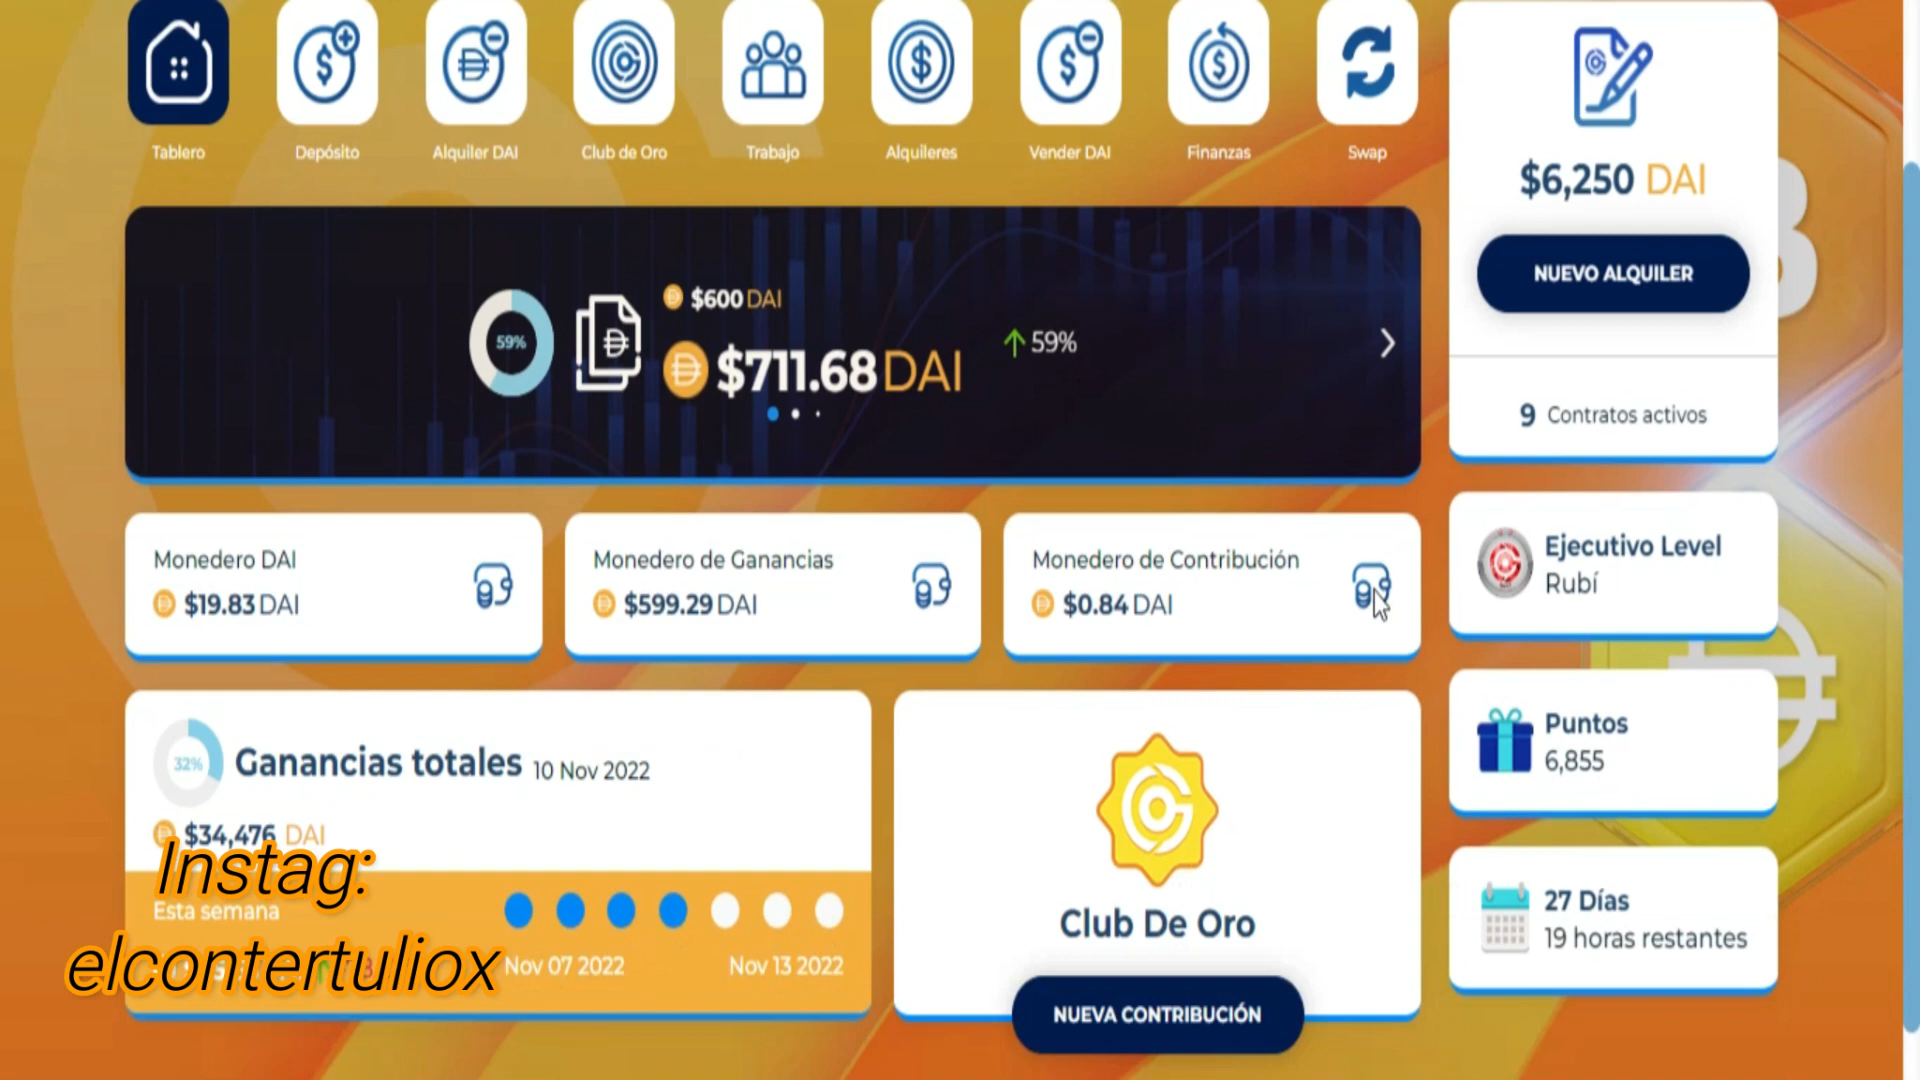 Tablero
Depósito
Alquiler DAI
Club de Oro
Trabajo
Alquileres
Vender DAI
Finanzas
Swap
$6,250 DAI
NUEVO ALQUILER
9 Contratos activos
59%
$600 DAI
$711.68 DAI
59%
Monedero DAI
$19.83 DAI
Monedero de Ganancias
$599.29 DAI
Monedero de Contribución
$0.84 DAI
Ejecutivo Level
Rubí
Puntos
6,855
27 Días
19 horas restantes
32%
Ganancias totales 10 Nov 2022
$34,476 DAI
Esta semana
Nov 07 2022
Nov 13 2022
Club De Oro
NUEVA CONTRIBUCIÓN
Instag:
elcontertuliox